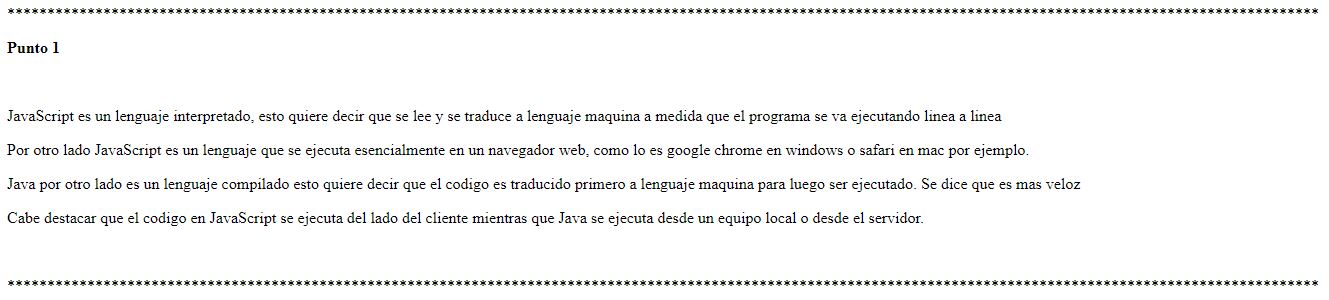 ************************************************************************************************************************************************************************
Punto 1
JavaScript es un lenguaje interpretado, esto quiere decir que se lee y se traduce a lenguaje maquina a medida que el programa se va ejecutando linea a linea
Por otro lado JavaScript es un lenguaje que se ejecuta esencialmente en un navegador web, como lo es google chrome en windows o safari en mac por ejemplo.
Java por otro lado es un lenguaje compilado esto quiere decir que el codigo es traducido primero a lenguaje maquina para luego ser ejecutado. Se dice que es mas veloz
Cabe destacar que el codigo en JavaScript se ejecuta del lado del cliente mientras que Java se ejecuta desde un equipo local o desde el servidor.
************************************************************************************************************************************************************************